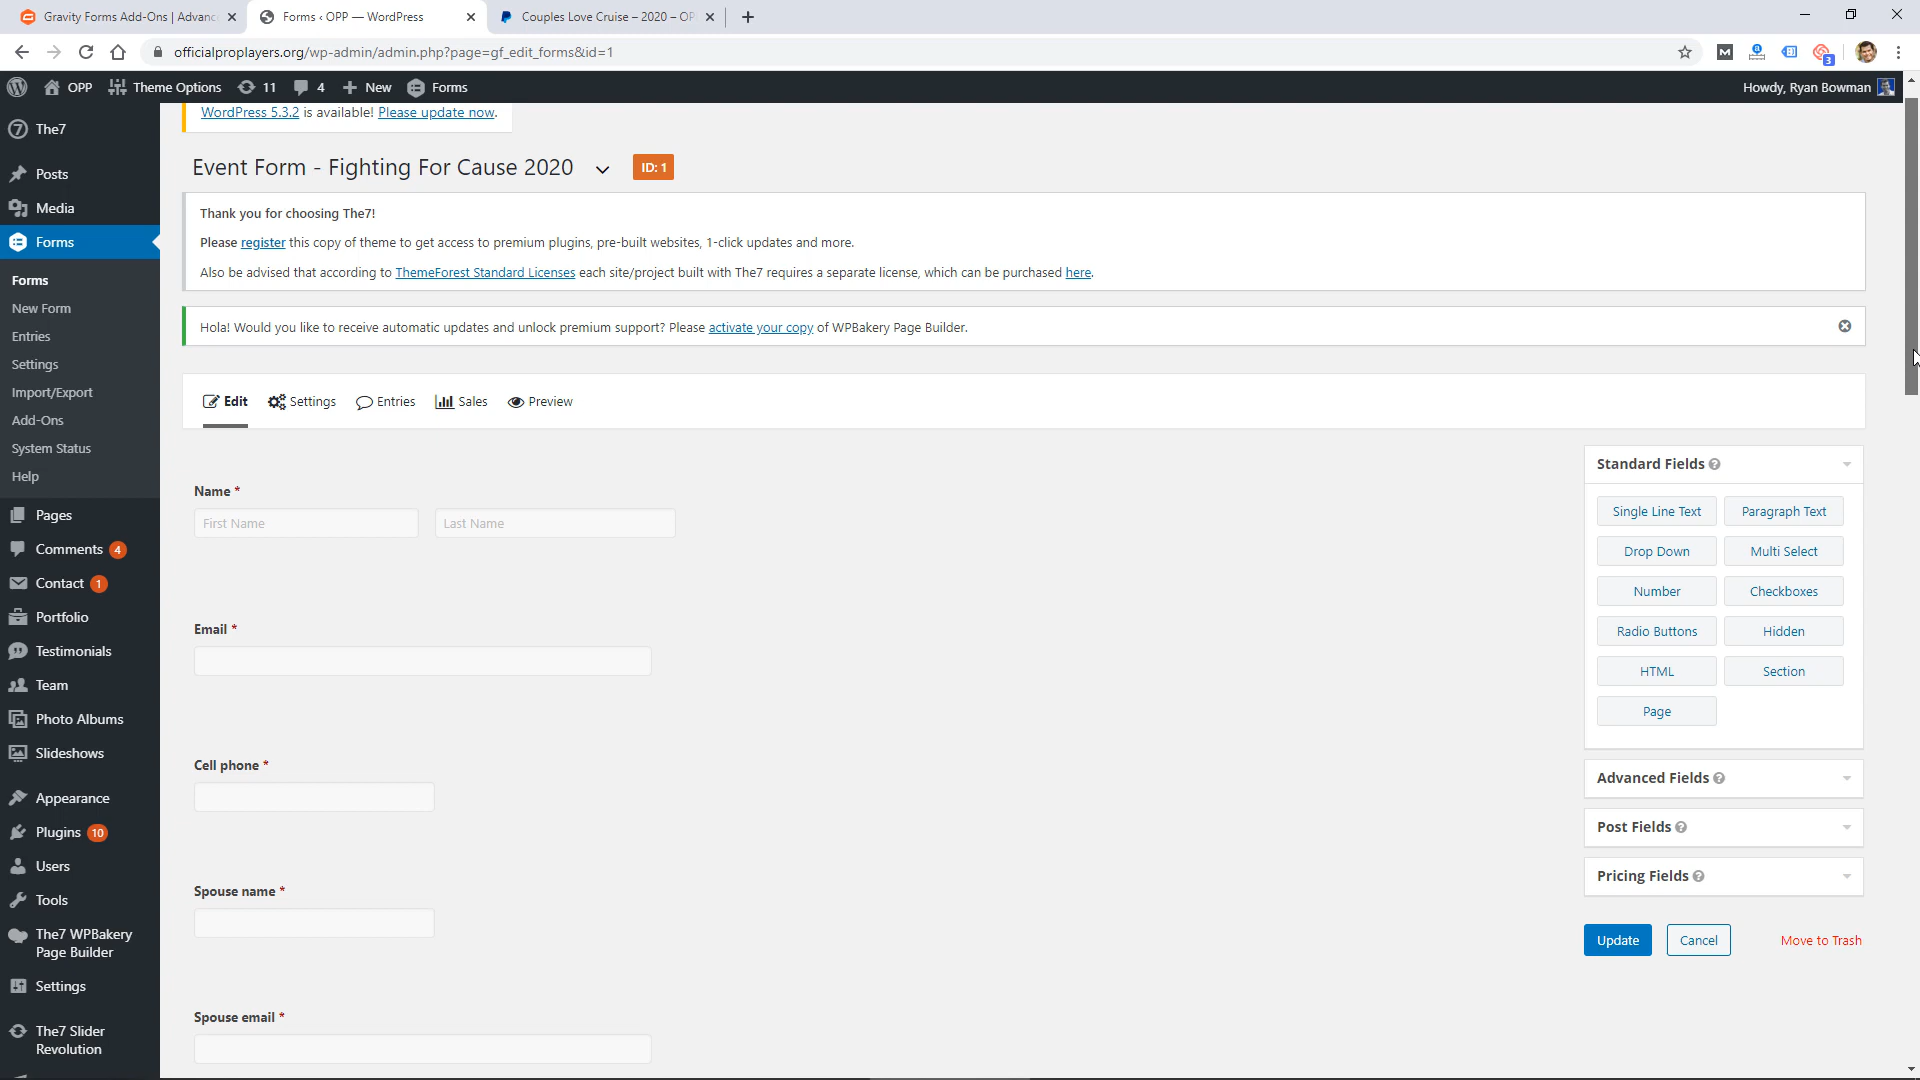 Gravity Forms Add-Ons | Advanc
Forms ‹ OPP — WordPress
Couples Love Cruise – 2020 – OP
officialproplayers.org/wp-admin/admin.php?page=gf_edit_forms&id=1
3
OPP
Theme Options
11
4
New
Forms
Howdy, Ryan Bowman
WordPress 5.3.2 is available! Please update now.
The7
Posts
Media
Forms
Forms
New Form
Entries
Settings
Import/Export
Add-Ons
System Status
Help
Pages
Comments 4
Contact 1
Portfolio
Testimonials
Team
Photo Albums
Slideshows
Appearance
Plugins 10
Users
Tools
The7 WPBakery
Page Builder
Settings
The7 Slider
Revolution
Event Form - Fighting For Cause 2020
ID: 1
Thank you for choosing The7!
Please register this copy of theme to get access to premium plugins, pre-built websites, 1-click updates and more.
Also be advised that according to ThemeForest Standard Licenses each site/project built with The7 requires a separate license, which can be purchased here.
Hola! Would you like to receive automatic updates and unlock premium support? Please activate your copy of WPBakery Page Builder.
Edit
Settings
Entries
Sales
Preview
Name *
First Name
Last Name
Email *
Cell phone *
Spouse name *
Spouse email *
Standard Fields
Single Line Text
Paragraph Text
Drop Down
Multi Select
Number
Checkboxes
Radio Buttons
Hidden
HTML
Section
Page
Advanced Fields
Post Fields
Pricing Fields
Update
Cancel
Move to Trash